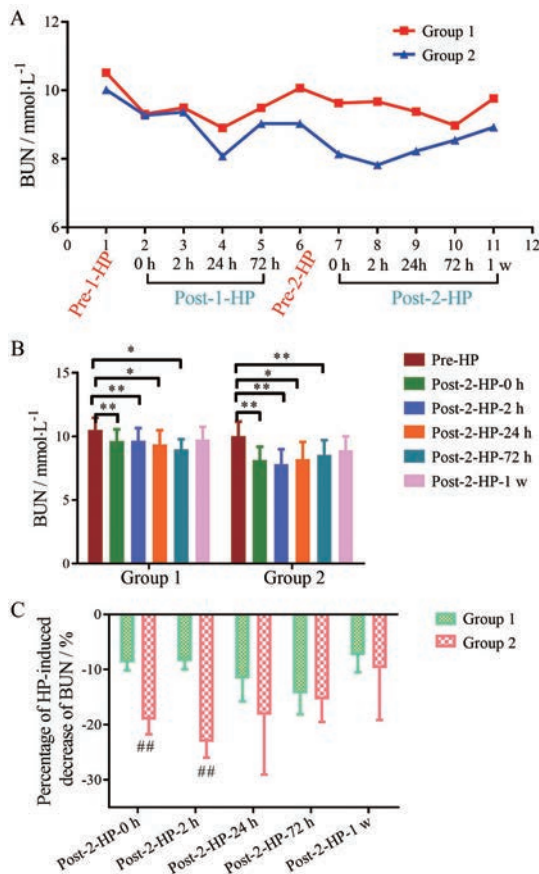 A
BUN / mmol·L⁻¹
12
10
8
6
Group 1
Group 2
0 1 2 3 4 5 6 7 8 9 10 11 12
0 h 2 h 24 h 72 h 0 h 2 h 24h 72 h 1 w
Pre-1-HP
Post-1-HP
Pre-2-HP
Post-2-HP
B
BUN / mmol·L⁻¹
15
10
5
0
*
*
**
**
**
*
**
**
Group 1 Group 2
Pre-HP
Post-2-HP-0 h
Post-2-HP-2 h
Post-2-HP-24 h
Post-2-HP-72 h
Post-2-HP-1 w
C
Percentage of HP-induced
decrease of BUN / %
0
-10
-20
-30
##
##
Group 1
Group 2
Post-2-HP-0 h
Post-2-HP-2 h
Post-2-HP-24 h
Post-2-HP-72 h
Post-2-HP-1 w